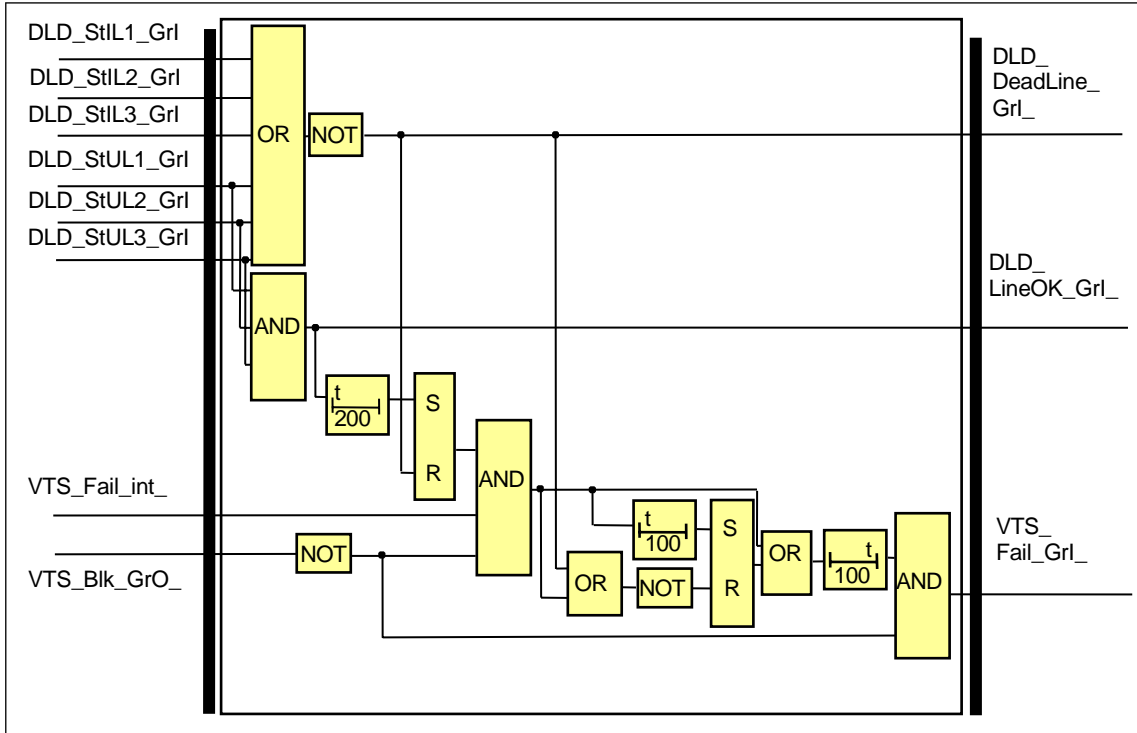 DLD_StIL1_GrI
DLD_StIL2_GrI
DLD_StIL3_GrI
DLD_StUL1_GrI
DLD_StUL2_GrI
DLD_StUL3_GrI
OR
NOT
DLD_
DeadLine_
GrI_
AND
DLD_
LineOK_GrI_
t
200
S
R
AND
VTS_Fail_int_
VTS_Blk_GrO_
NOT
t
100
OR
NOT
S
R
OR
t
100
AND
VTS_
Fail_GrI_